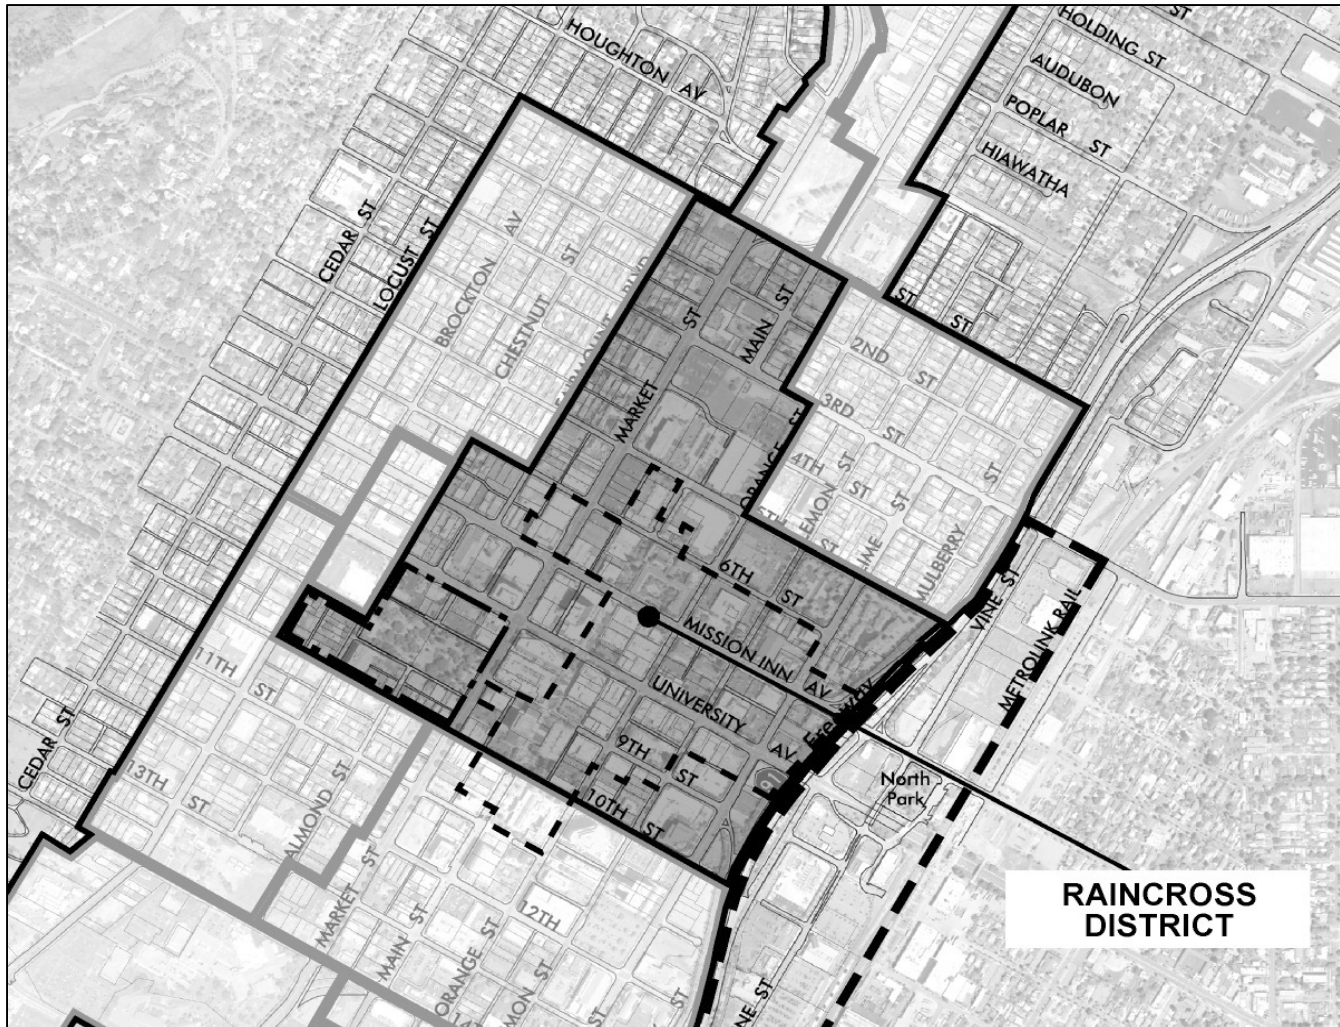 HOUGHTON AV
ST
HOLDING ST
AUDUBON
POPLAR ST
HIAWATHA
CEDAR ST
LOCUST ST
BROCKTON AV
CHESTNUT ST
MARKET ST
MAIN ST
ST
ST
2ND ST
3RD ST
4TH ST
ST
MULBERRY ST
6TH ST
MISSION INN AV
UNIVERSITY AV
9TH ST
10TH ST
Freeway
91
VINE ST
METROLINK RAIL
North
Park
11TH ST
13TH ST
CEDAR ST
ALMOND ST
MARKET ST
MAIN ST
ORANGE ST
12TH
ST
ST
RAINCROSS
DISTRICT